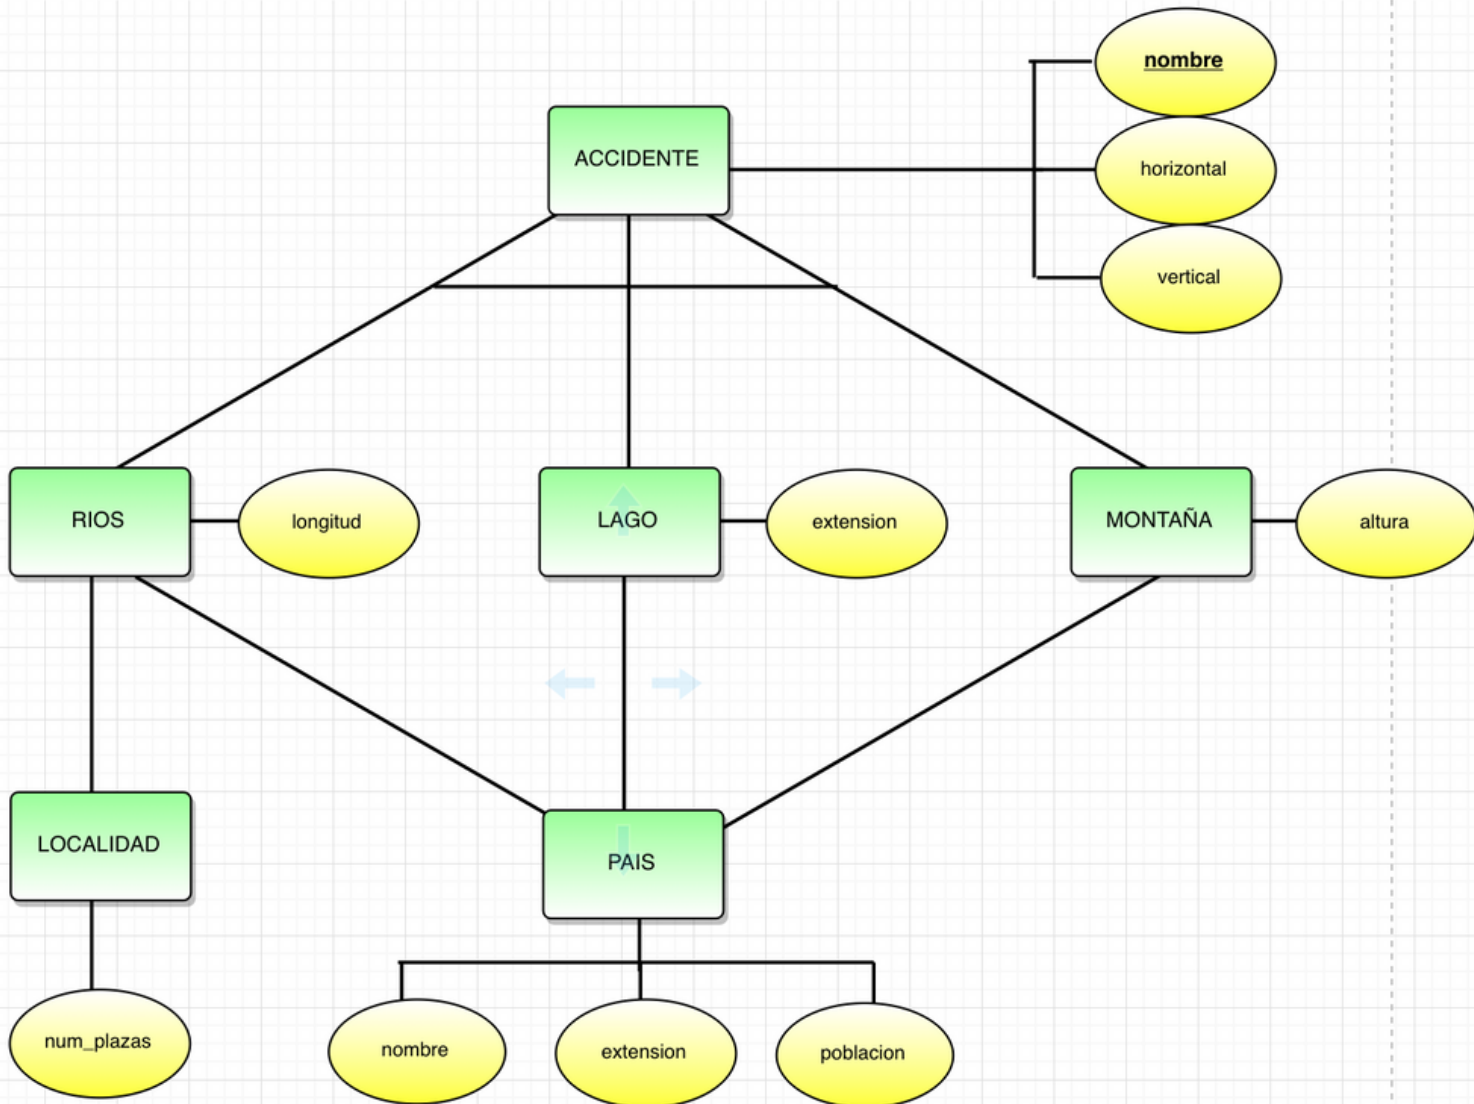 nombre
ACCIDENTE
horizontal
vertical
RIOS
longitud
LAGO
extension
MONTAÑA
altura
LOCALIDAD
PAIS
num_plazas
nombre
extension
poblacion